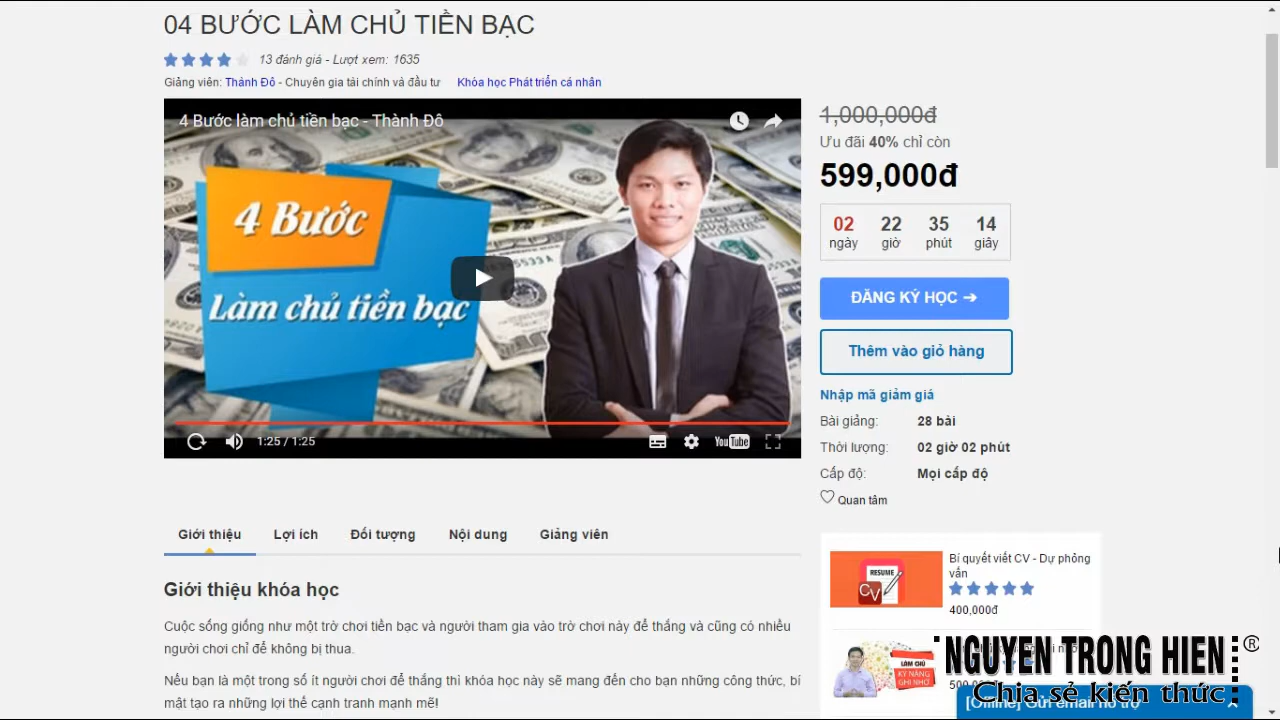 04 BƯỚC LÀM CHỦ TIỀN BẠC
13 đánh giá - Lượt xem: 1635
Giảng viên: Thành Đô - Chuyên gia tài chính và đầu tư Khóa học Phát triển cá nhân
4 Bước làm chủ tiền bạc - Thành Đô
4 Bước
Làm chủ tiền bạc
1:25 / 1:25
YouTube
1,000,000đ
Ưu đãi 40% chỉ còn
599,000đ
02 22 35 14
ngày giờ phút giây
ĐĂNG KÝ HỌC ➔
Thêm vào giỏ hàng
Nhập mã giảm giá
Bài giảng: 28 bài
Thời lượng: 02 giờ 02 phút
Cấp độ: Mọi cấp độ
Quan tâm
Giới thiệu Lợi ích Đối tượng Nội dung Giảng viên
Giới thiệu khóa học
Cuộc sống giống như một trò chơi tiền bạc và người tham gia vào trò chơi này để thắng và cũng có nhiều
người chơi chỉ để không bị thua.
Nếu bạn là một trong số ít người chơi để thắng thì khóa học này sẽ mang đến cho bạn những công thức, bí
mật tạo ra những lợi thế cạnh tranh mạnh mẽ!
RESUME
CV
Bí quyết viết CV - Dự phỏng
vấn
400,000đ
LÀM CHỦ
KỸ NĂNG
GHI NHỚ
NGUYEN TRONG HIEN ®
Chia sẻ kiến thức
[Offline] Gửi email hỗ trợ